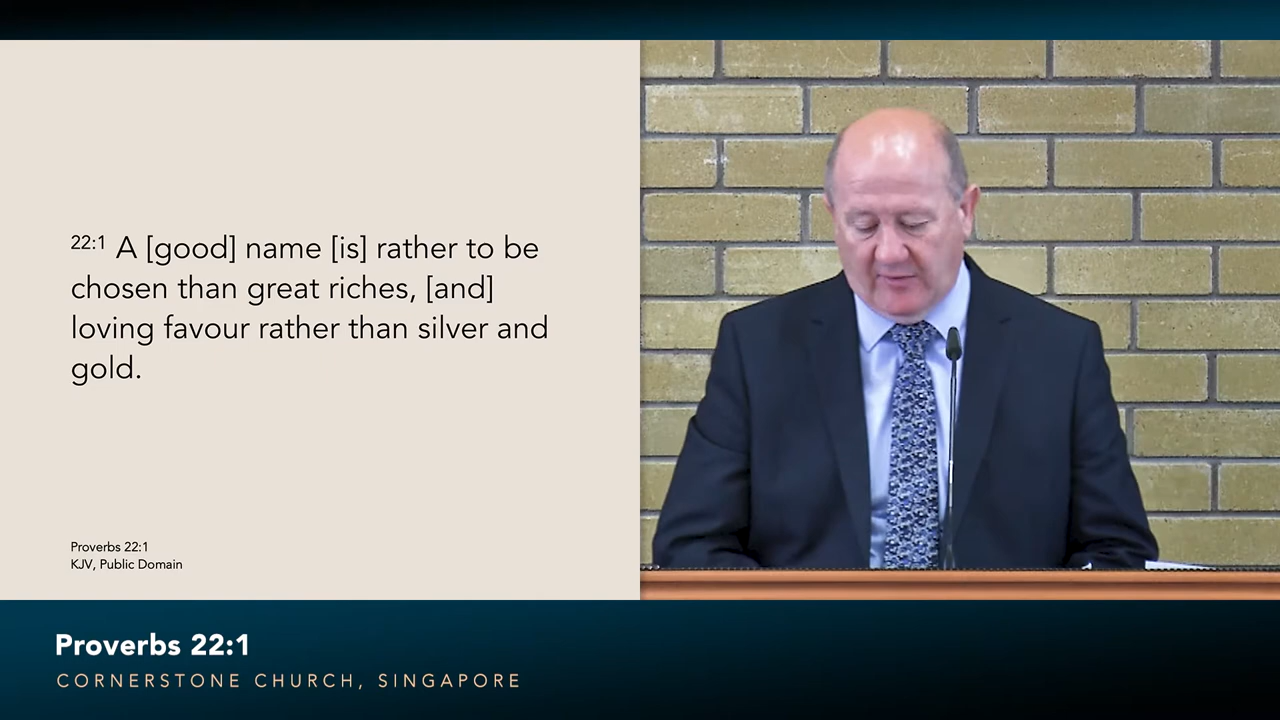 22:1 A [good] name [is] rather to be
chosen than great riches, [and]
loving favour rather than silver and
gold.
Proverbs 22:1
KJV, Public Domain
Proverbs 22:1
CORNERSTONE CHURCH, SINGAPORE